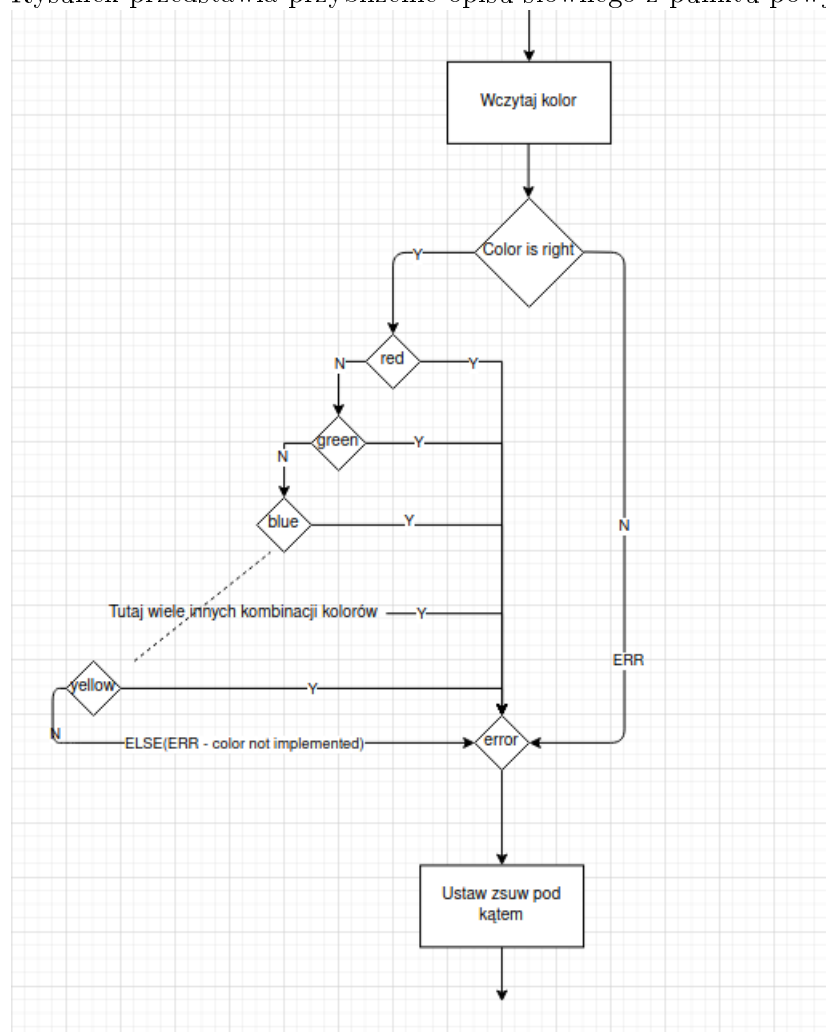 Rysunek przedstawia przybliżenie opisu słownego z punktu powy
Wczytaj kolor
Color is right
Y
red
N
Y
green
Y
N
blue
Y
N
Tutaj wiele innych kombinacji kolorów
Y
ERR
yellow
Y
N
ELSE(ERR - color not implemented)
error
Ustaw zsuw pod
kątem